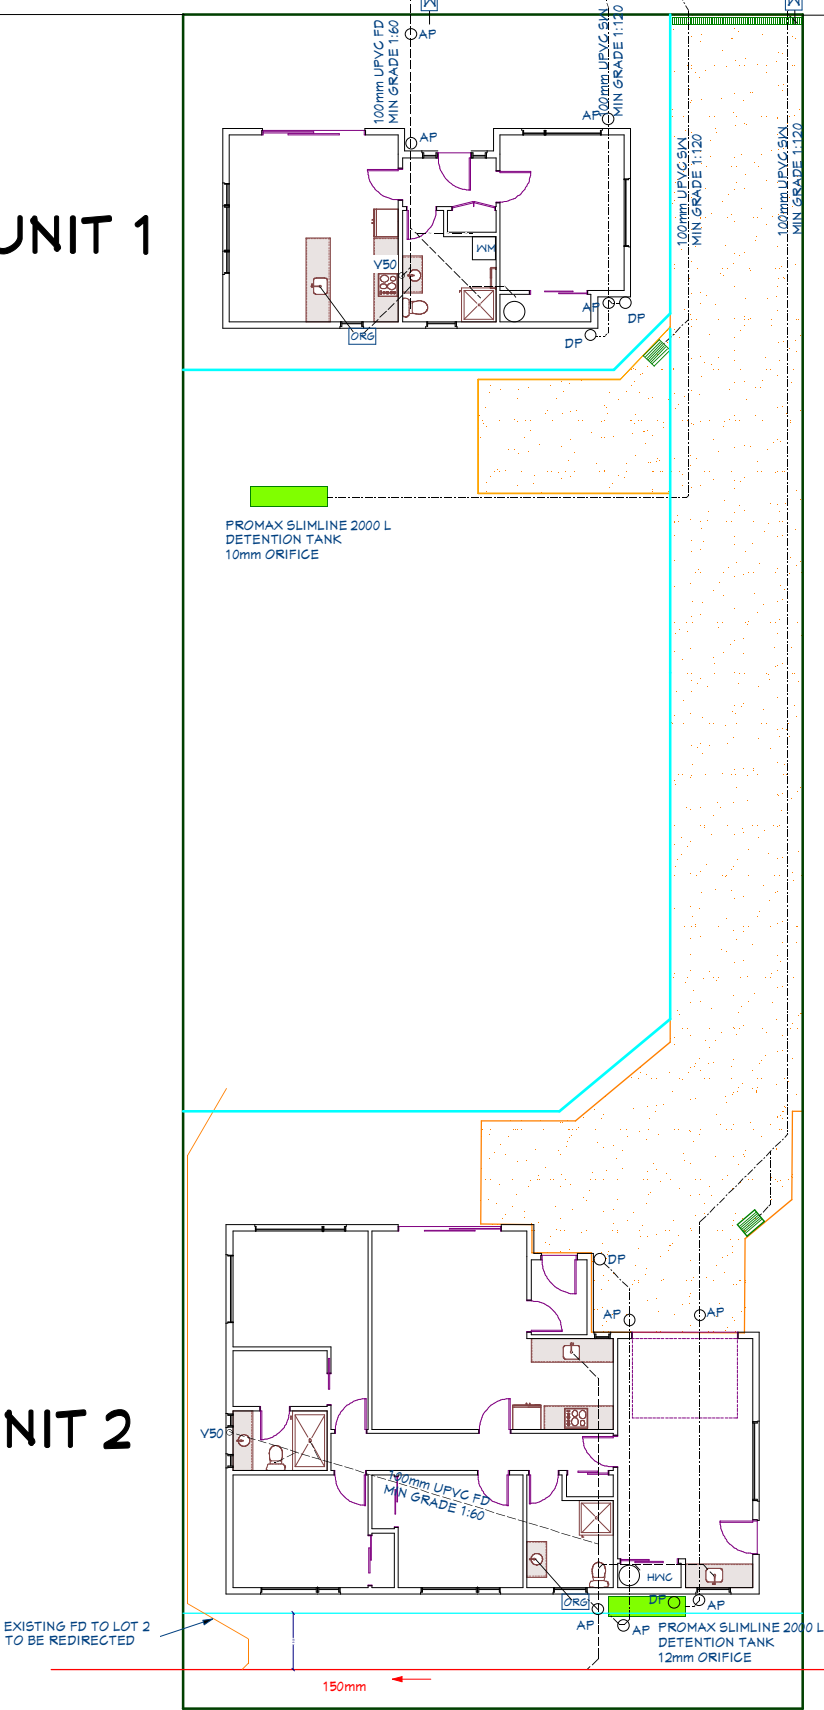 100mm UPVC FD
MIN GRADE 1:60
AP
100mm UPVC SW
MIN GRADE 1:120
AP
AP
100mm UPVC SW
MIN GRADE 1:120
100mm UPVC SW
MIN GRADE 1:120
UNIT 1
WM
V50
AP
DP
ORG
DP
PROMAX SLIMLINE 2000 L
DETENTION TANK
10mm ORIFICE
DP
AP
AP
NIT 2
V50
100mm UPVC FD
MIN GRADE 1:60
HWC
ORG
DP
AP
EXISTING FD TO LOT 2
TO BE REDIRECTED
AP
AP
PROMAX SLIMLINE 2000 L
DETENTION TANK
12mm ORIFICE
150mm